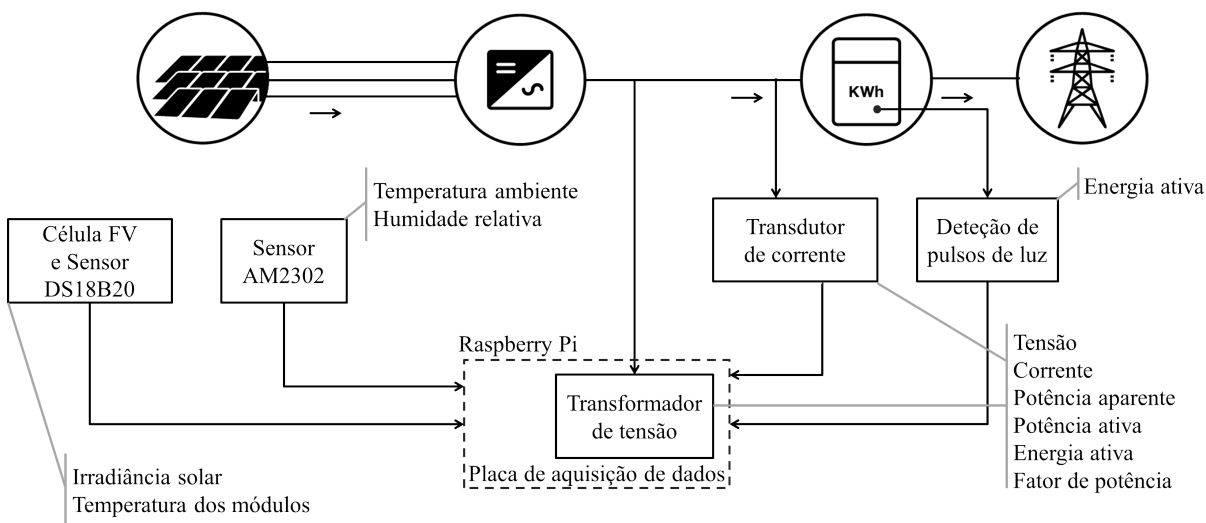 KWh
Temperatura ambiente
Humidade relativa
Energia ativa
Célula FV
e Sensor
DS18B20
Sensor
AM2302
Transdutor
de corrente
Deteção de
pulsos de luz
Raspberry Pi
Transformador
de tensão
Placa de aquisição de dados
Tensão
Corrente
Potência aparente
Potência ativa
Energia ativa
Fator de potência
Irradiância solar
Temperatura dos módulos